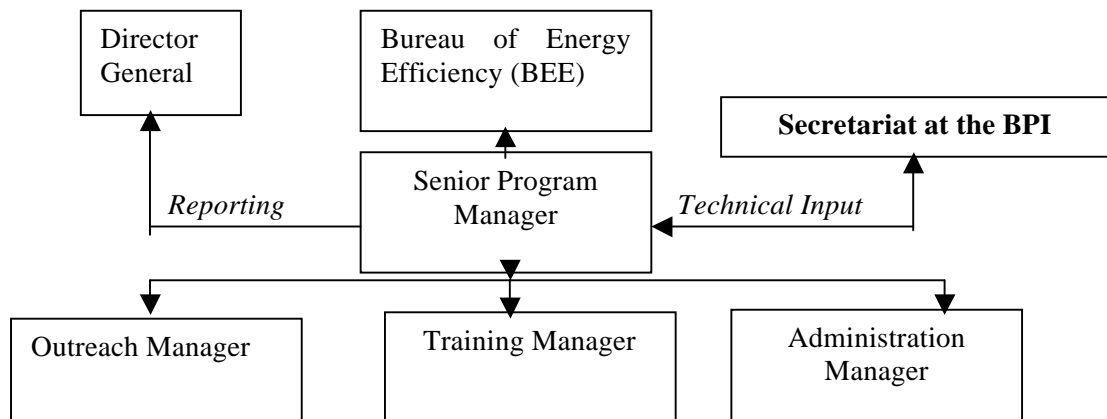 Director
General
Bureau of Energy
Efficiency (BEE)
Secretariat at the BPI
Senior Program
Manager
Reporting
Technical Input
Outreach Manager
Training Manager
Administration
Manager